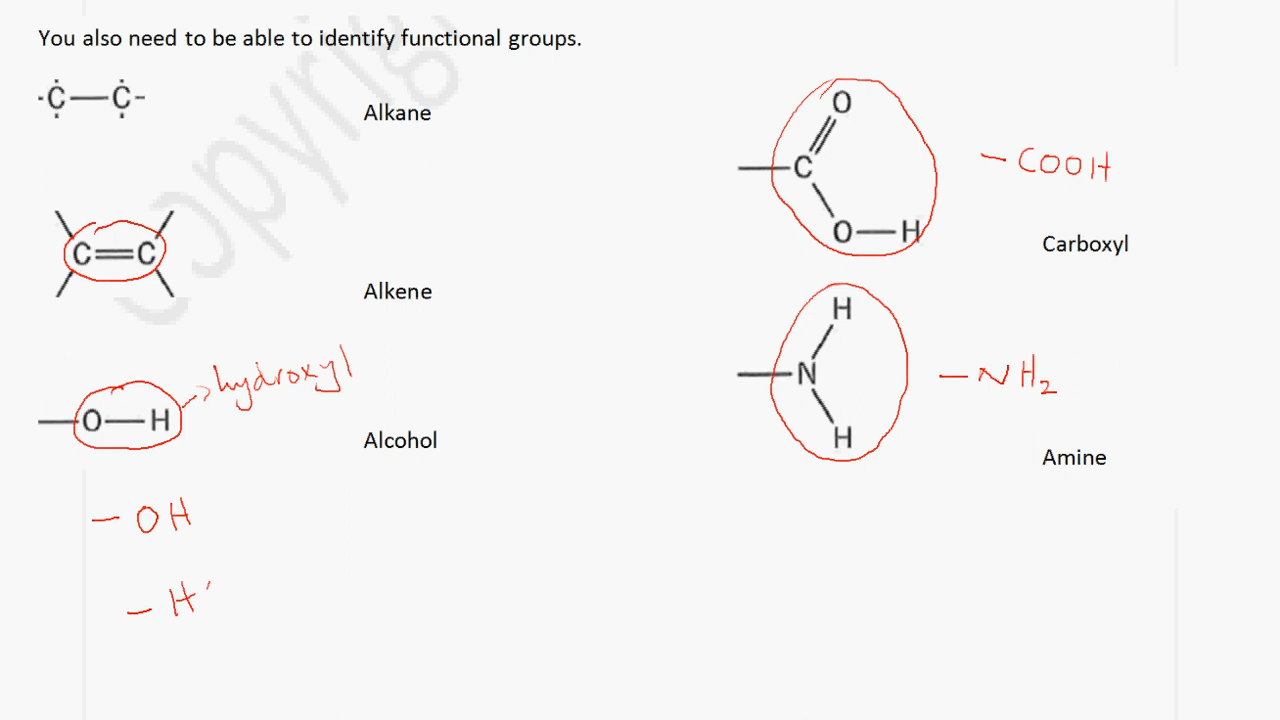 You also need to be able to identify functional groups.
-C—C-
Alkane
C=C
Alkene
hydroxyl
—O—H
Alcohol
— OH
— H'
O
—C
O—H
— COOH
Carboxyl
H
—N
H
— NH₂
Amine
copyrig